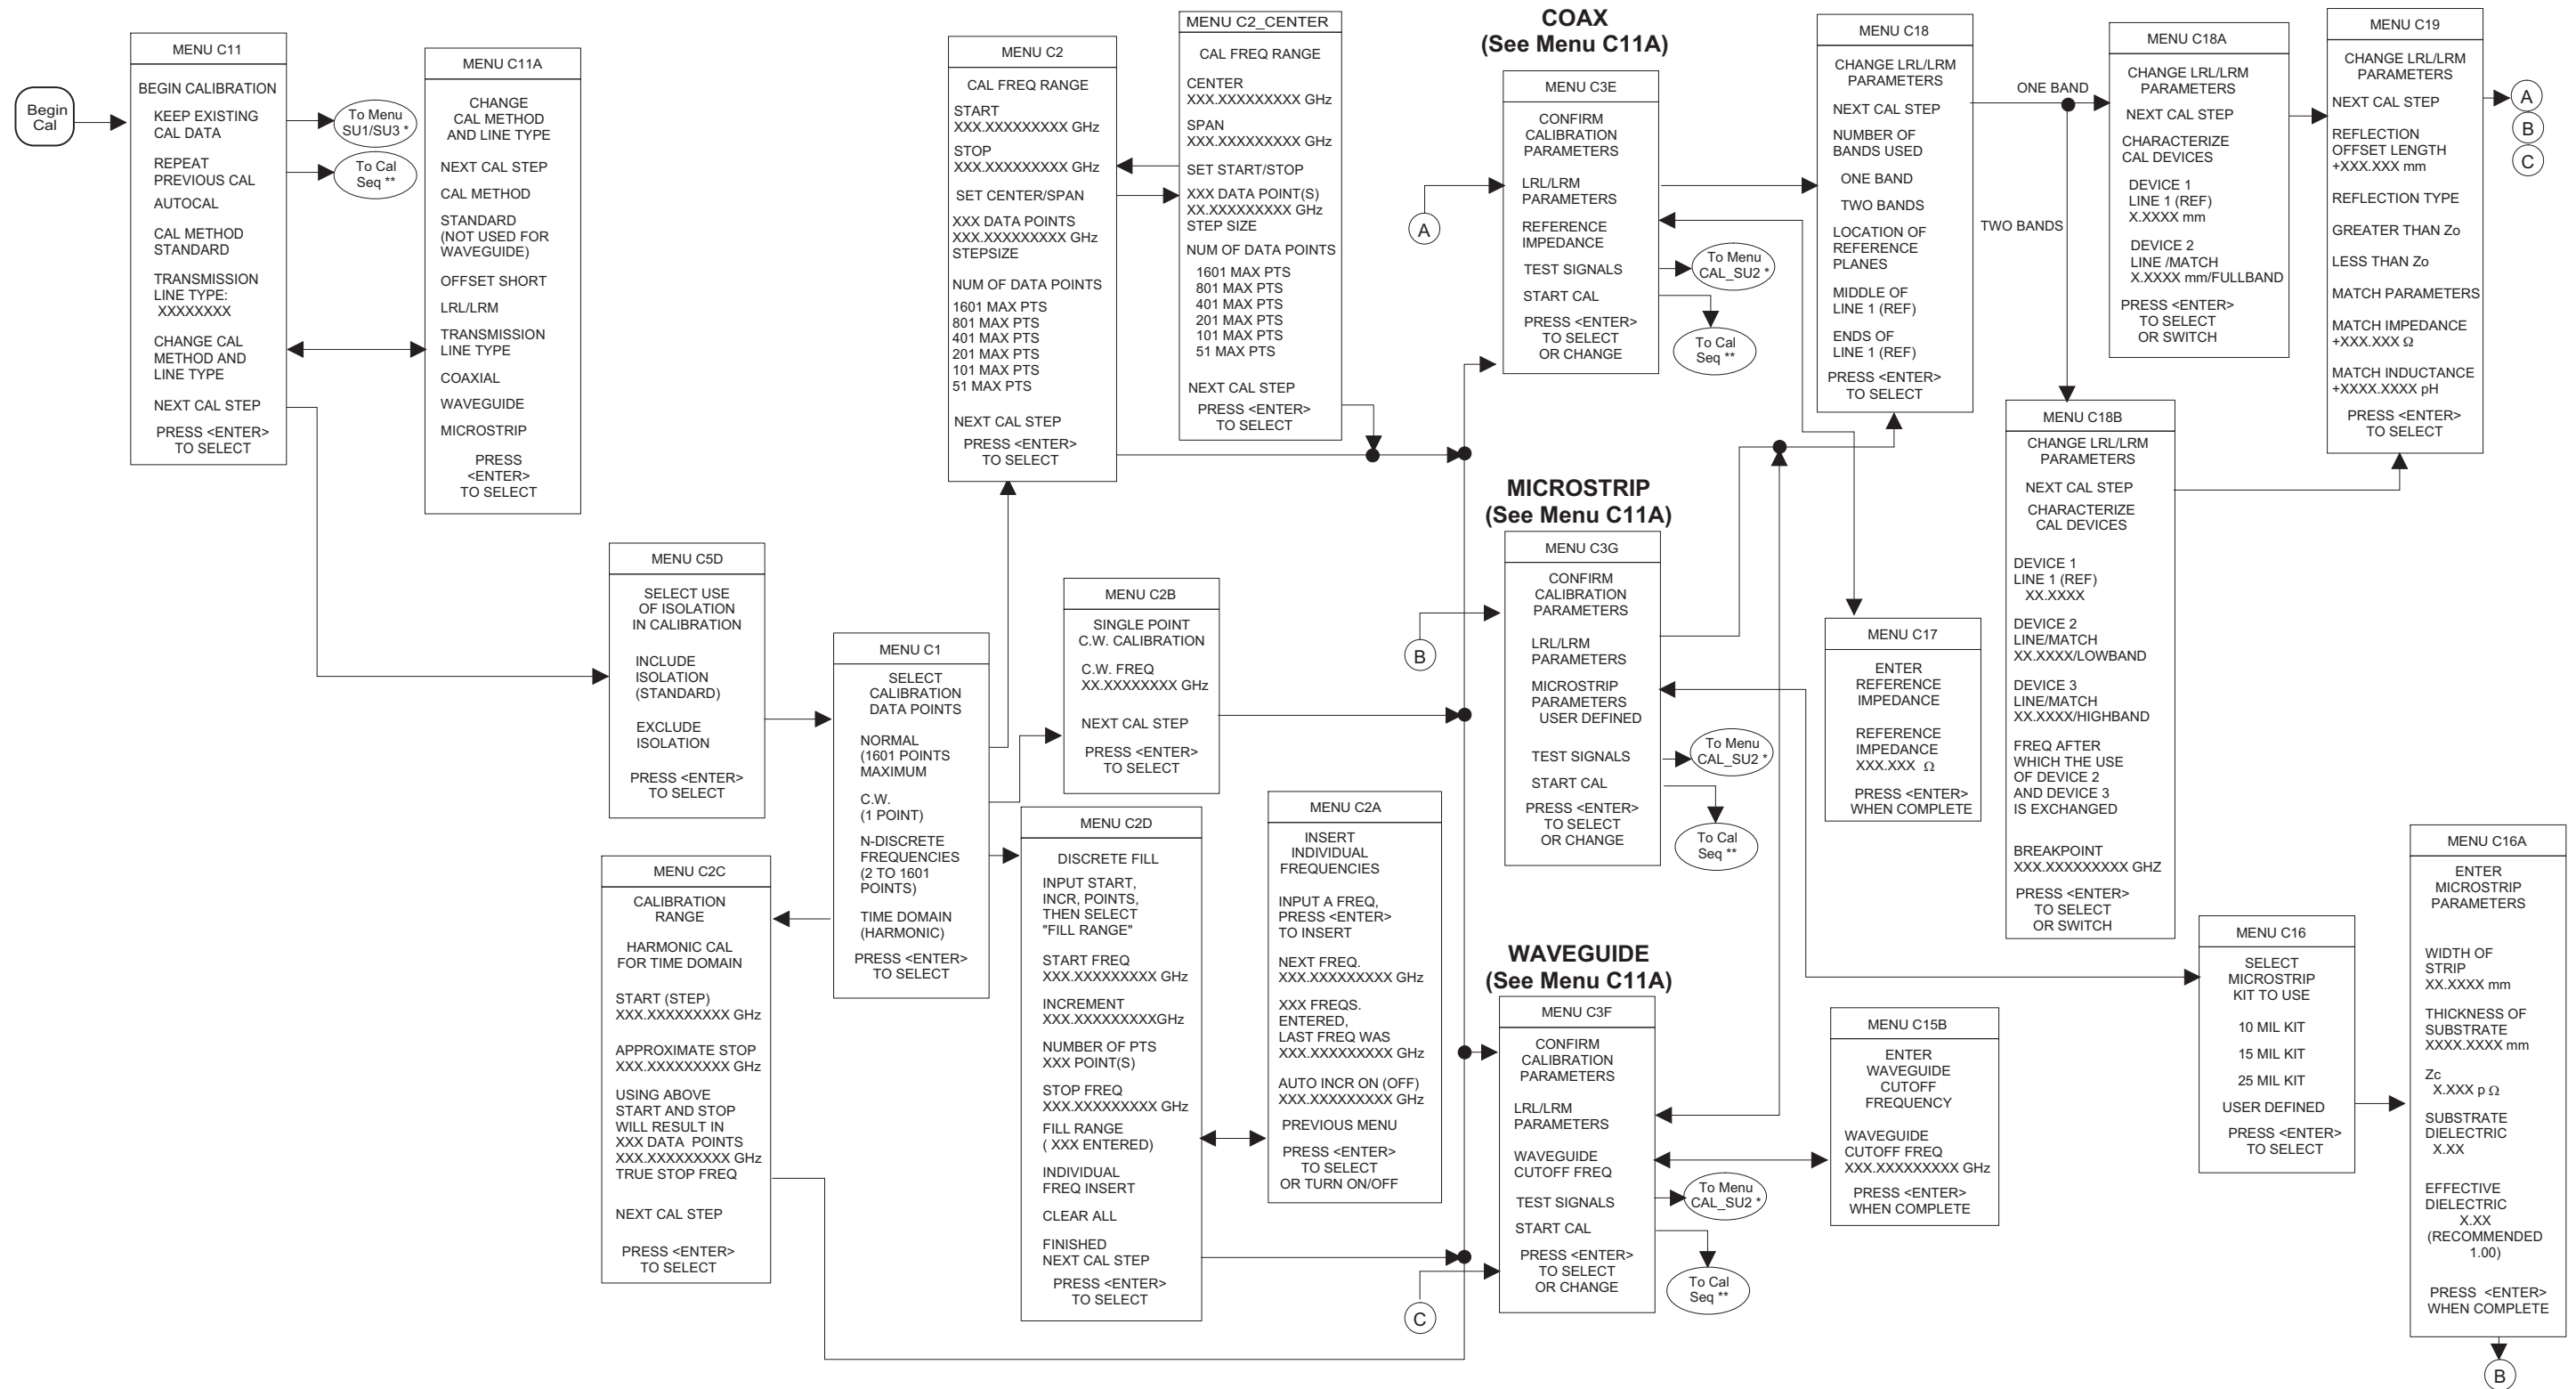 Begin
Cal
MENU C11
BEGIN CALIBRATION
KEEP EXISTING
CAL DATA
REPEAT
PREVIOUS CAL
AUTOCAL
CAL METHOD
STANDARD
TRANSMISSION
LINE TYPE:
XXXXXXXX
CHANGE CAL
METHOD AND
LINE TYPE
NEXT CAL STEP
PRESS <ENTER>
TO SELECT
To Menu
SU1/SU3 *
To Cal
Seq **
MENU C11A
CHANGE
CAL METHOD
AND LINE TYPE
NEXT CAL STEP
CAL METHOD
STANDARD
(NOT USED FOR
WAVEGUIDE)
OFFSET SHORT
LRL/LRM
TRANSMISSION
LINE TYPE
COAXIAL
WAVEGUIDE
MICROSTRIP
PRESS
<ENTER>
TO SELECT
MENU C5D
SELECT USE
OF ISOLATION
IN CALIBRATION
INCLUDE
ISOLATION
(STANDARD)
EXCLUDE
ISOLATION
PRESS <ENTER>
TO SELECT
MENU C2C
CALIBRATION
RANGE
HARMONIC CAL
FOR TIME DOMAIN
START (STEP)
XXX.XXXXXXXXX GHz
APPROXIMATE STOP
XXX.XXXXXXXXX GHz
USING ABOVE
START AND STOP
WILL RESULT IN
XXX DATA POINTS
XXX.XXXXXXXXX GHz
TRUE STOP FREQ
NEXT CAL STEP
PRESS <ENTER>
TO SELECT
MENU C1
SELECT
CALIBRATION
DATA POINTS
NORMAL
(1601 POINTS
MAXIMUM
C.W.
(1 POINT)
N-DISCRETE
FREQUENCIES
(2 TO 1601
POINTS)
TIME DOMAIN
(HARMONIC)
PRESS <ENTER>
TO SELECT
MENU C2
CAL FREQ RANGE
START
XXX.XXXXXXXXX GHz
STOP
XXX.XXXXXXXXX GHz
SET CENTER/SPAN
XXX DATA POINTS
XXX.XXXXXXXXX GHz
STEPSIZE
NUM OF DATA POINTS
1601 MAX PTS
801 MAX PTS
401 MAX PTS
201 MAX PTS
101 MAX PTS
51 MAX PTS
NEXT CAL STEP
PRESS <ENTER>
TO SELECT
MENU C2_CENTER
CAL FREQ RANGE
CENTER
XXX.XXXXXXXXX GHz
SPAN
XXX.XXXXXXXXX GHz
SET START/STOP
XXX DATA POINT(S)
XX.XXXXXXXXX GHz
STEP SIZE
NUM OF DATA POINTS
1601 MAX PTS
801 MAX PTS
401 MAX PTS
201 MAX PTS
101 MAX PTS
51 MAX PTS
NEXT CAL STEP
PRESS <ENTER>
TO SELECT
MENU C2B
SINGLE POINT
C.W. CALIBRATION
C.W. FREQ
XX.XXXXXXXX GHz
NEXT CAL STEP
PRESS <ENTER>
TO SELECT
MENU C2D
DISCRETE FILL
INPUT START,
INCR, POINTS,
THEN SELECT
"FILL RANGE"
START FREQ
XXX.XXXXXXXXX GHz
INCREMENT
XXX.XXXXXXXXXGHz
NUMBER OF PTS
XXX POINT(S)
STOP FREQ
XXX.XXXXXXXXX GHz
FILL RANGE
( XXX ENTERED)
INDIVIDUAL
FREQ INSERT
CLEAR ALL
FINISHED
NEXT CAL STEP
PRESS <ENTER>
TO SELECT
MENU C2A
INSERT
INDIVIDUAL
FREQUENCIES
INPUT A FREQ,
PRESS <ENTER>
TO INSERT
NEXT FREQ.
XXX.XXXXXXXXX GHz
XXX FREQS.
ENTERED,
LAST FREQ WAS
XXX.XXXXXXXXX GHz
AUTO INCR ON (OFF)
XXX.XXXXXXXXX GHz
PREVIOUS MENU
PRESS <ENTER>
TO SELECT
OR TURN ON/OFF
COAX
(See Menu C11A)
A
MENU C3E
CONFIRM
CALIBRATION
PARAMETERS
LRL/LRM
PARAMETERS
REFERENCE
IMPEDANCE
TEST SIGNALS
START CAL
PRESS <ENTER>
TO SELECT
OR CHANGE
To Menu
CAL_SU2 *
To Cal
Seq **
MICROSTRIP
(See Menu C11A)
B
MENU C3G
CONFIRM
CALIBRATION
PARAMETERS
LRL/LRM
PARAMETERS
MICROSTRIP
PARAMETERS
USER DEFINED
TEST SIGNALS
START CAL
PRESS <ENTER>
TO SELECT
OR CHANGE
To Menu
CAL_SU2 *
To Cal
Seq **
WAVEGUIDE
(See Menu C11A)
C
MENU C3F
CONFIRM
CALIBRATION
PARAMETERS
LRL/LRM
PARAMETERS
WAVEGUIDE
CUTOFF FREQ
TEST SIGNALS
START CAL
PRESS <ENTER>
TO SELECT
OR CHANGE
To Menu
CAL_SU2 *
To Cal
Seq **
MENU C18
CHANGE LRL/LRM
PARAMETERS
NEXT CAL STEP
NUMBER OF
BANDS USED
ONE BAND
TWO BANDS
LOCATION OF
REFERENCE
PLANES
MIDDLE OF
LINE 1 (REF)
ENDS OF
LINE 1 (REF)
PRESS <ENTER>
TO SELECT
ONE BAND
TWO BANDS
MENU C17
ENTER
REFERENCE
IMPEDANCE
REFERENCE
IMPEDANCE
XXX.XXX Ω
PRESS <ENTER>
WHEN COMPLETE
MENU C15B
ENTER
WAVEGUIDE
CUTOFF
FREQUENCY
WAVEGUIDE
CUTOFF FREQ
XXX.XXXXXXXXX GHz
PRESS <ENTER>
WHEN COMPLETE
MENU C18A
CHANGE LRL/LRM
PARAMETERS
NEXT CAL STEP
CHARACTERIZE
CAL DEVICES
DEVICE 1
LINE 1 (REF)
X.XXXX mm
DEVICE 2
LINE /MATCH
X.XXXX mm/FULLBAND
PRESS <ENTER>
TO SELECT
OR SWITCH
MENU C18B
CHANGE LRL/LRM
PARAMETERS
NEXT CAL STEP
CHARACTERIZE
CAL DEVICES
DEVICE 1
LINE 1 (REF)
XX.XXXX
DEVICE 2
LINE/MATCH
XX.XXXX/LOWBAND
DEVICE 3
LINE/MATCH
XX.XXXX/HIGHBAND
FREQ AFTER
WHICH THE USE
OF DEVICE 2
AND DEVICE 3
IS EXCHANGED
BREAKPOINT
XXX.XXXXXXXXX GHZ
PRESS <ENTER>
TO SELECT
OR SWITCH
MENU C19
CHANGE LRL/LRM
PARAMETERS
NEXT CAL STEP
REFLECTION
OFFSET LENGTH
+XXX.XXX mm
REFLECTION TYPE
GREATER THAN Zo
LESS THAN Zo
MATCH PARAMETERS
MATCH IMPEDANCE
+XXX.XXX Ω
MATCH INDUCTANCE
+XXXX.XXXX pH
PRESS <ENTER>
TO SELECT
A
B
C
MENU C16
SELECT
MICROSTRIP
KIT TO USE
10 MIL KIT
15 MIL KIT
25 MIL KIT
USER DEFINED
PRESS <ENTER>
TO SELECT
MENU C16A
ENTER
MICROSTRIP
PARAMETERS
WIDTH OF
STRIP
XX.XXXX mm
THICKNESS OF
SUBSTRATE
XXXX.XXXX mm
Zc
X.XXX p Ω
SUBSTRATE
DIELECTRIC
X.XX
EFFECTIVE
DIELECTRIC
X.XX
(RECOMMENDED
1.00)
PRESS <ENTER>
WHEN COMPLETE
B